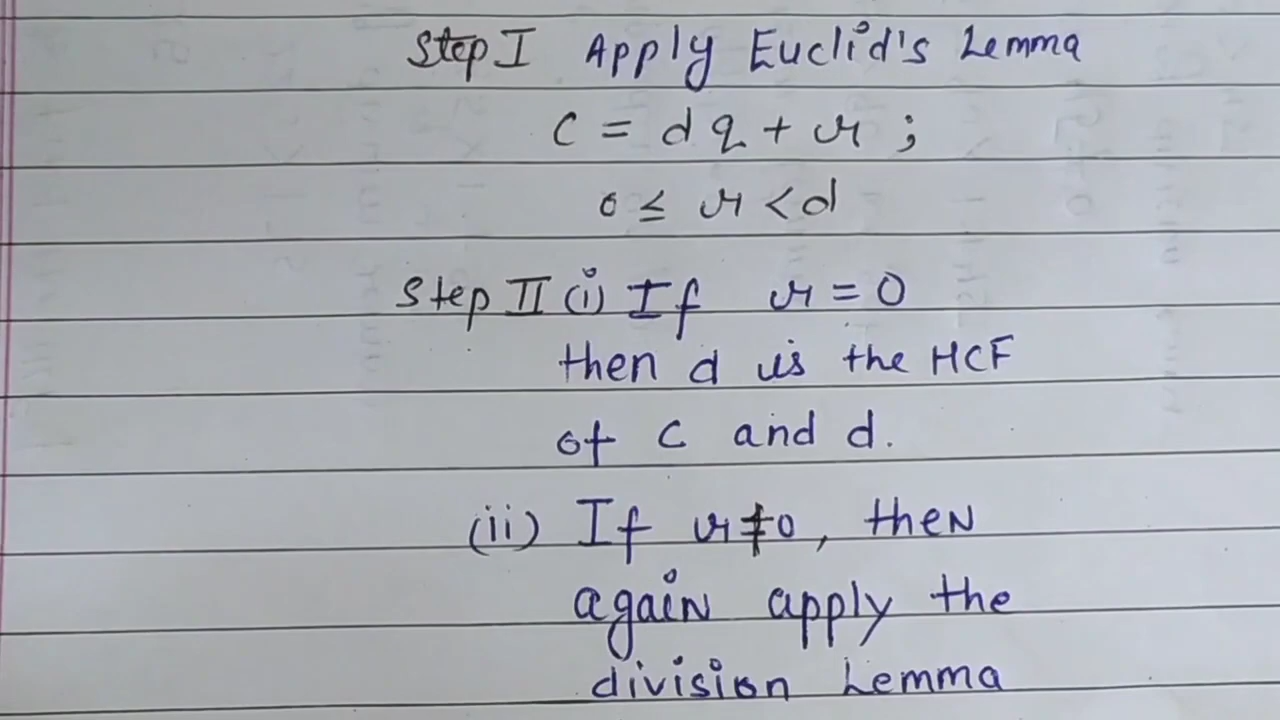 Step I Apply Euclid's Lemma
c = dq + r ;
0 ≤ r < d
Step II (i) If r = 0
then d is the HCF
of c and d.
(ii) If r ≠ 0, then
again apply the
division Lemma